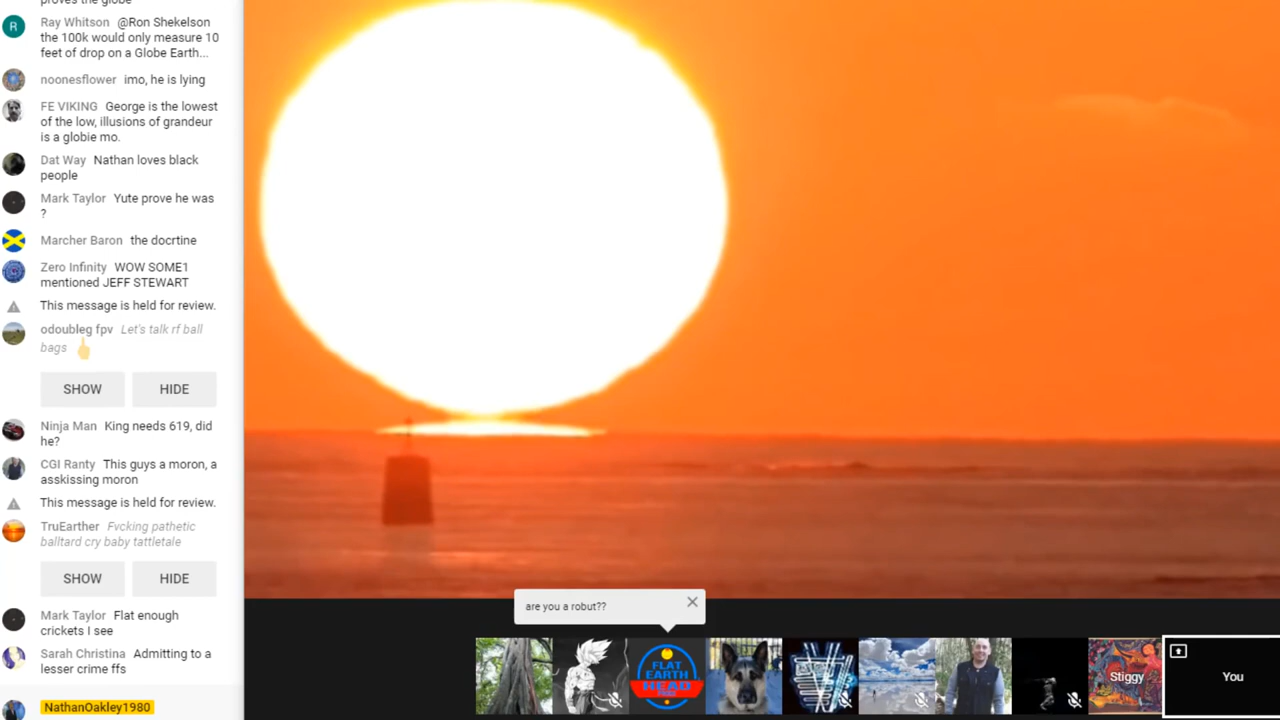 proves the globe
Ray Whitson @Ron Shekelson
the 100k would only measure 10
feet of drop on a Globe Earth...
noonesflower imo, he is lying
FE VIKING George is the lowest
of the low, illusions of grandeur
is a globie mo.
Dat Way Nathan loves black
people
Mark Taylor Yute prove he was
?
Marcher Baron the docrtine
Zero Infinity WOW SOME1
mentioned JEFF STEWART
This message is held for review.
odoubleg fpv Let's talk rf ball
bags
SHOW HIDE
Ninja Man King needs 619, did
he?
CGI Ranty This guys a moron, a
asskissing moron
This message is held for review.
TruEarther Fvcking pathetic
balltard cry baby tattletale
SHOW HIDE
Mark Taylor Flat enough
crickets I see
Sarah Christina Admitting to a
lesser crime ffs
NathanOakley1980
are you a robut??
R
FLAT
EARTH
HEAD
Stiggy
You